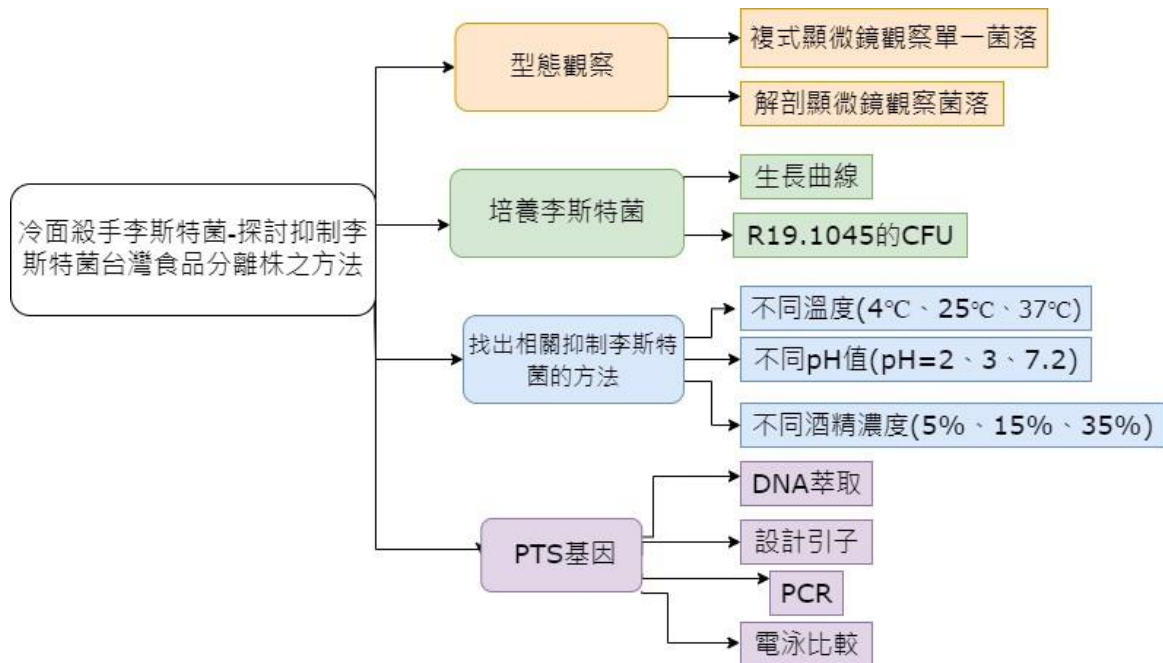 冷面殺手李斯特菌-探討抑制李
斯特菌台灣食品分離株之方法
型態觀察
複式顯微鏡觀察單一菌落
解剖顯微鏡觀察菌落
培養李斯特菌
生長曲線
R19.1045的CFU
找出相關抑制李斯特
菌的方法
不同溫度(4℃、25℃、37℃)
不同pH值(pH=2、3、7.2)
不同酒精濃度(5%、15%、35%)
PTS基因
DNA萃取
設計引子
PCR
電泳比較